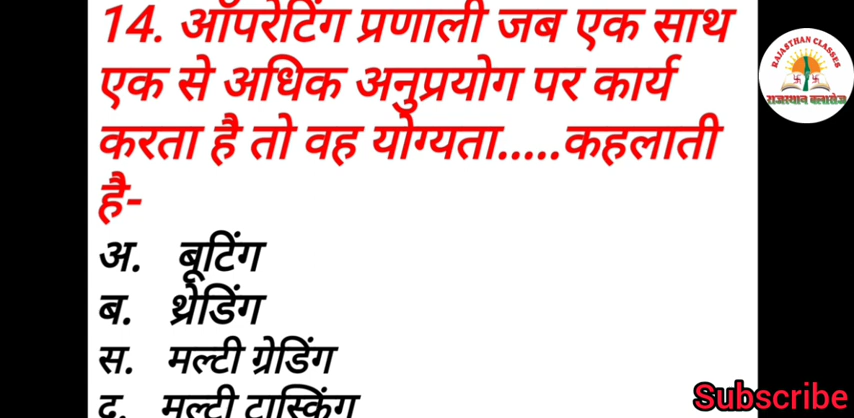 14. ऑपरेटिंग प्रणाली जब एक साथ
एक से अधिक अनुप्रयोग पर कार्य
करता है तो वह योग्यता.....कहलाती
है-
अ. बूटिंग
ब. थ्रेडिंग
स. मल्टी ग्रेडिंग
द. मल्टी टास्किंग
RAJASTHAN CLASSES
राजस्थान क्लासेज
Subscribe